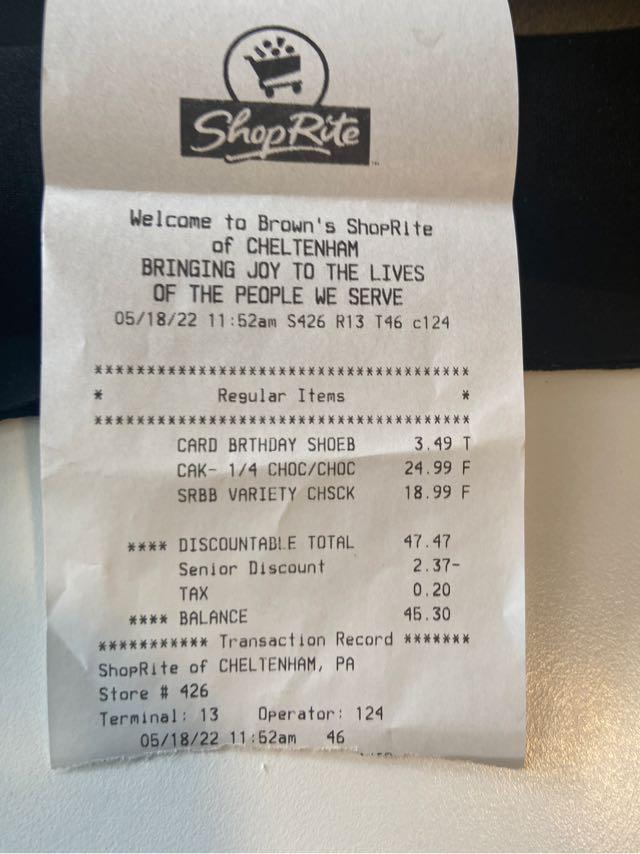 ShopRite
Welcome to Brown's ShopRite
of CHELTENHAM
BRINGING JOY TO THE LIVES
OF THE PEOPLE WE SERVE
05/18/22 11:52am S426 R13 T46 c124
************************************
* Regular Items *
************************************
CARD BRTHDAY SHOEB 3.49 T
CAK- 1/4 CHOC/CHOC 24.99 F
SRBB VARIETY CHSCK 18.99 F
**** DISCOUNTABLE TOTAL 47.47
Senior Discount 2.37-
TAX 0.20
**** BALANCE 45.30
*********** Transaction Record *******
ShopRite of CHELTENHAM, PA
Store # 426
Terminal: 13 Operator: 124
05/18/22 11:52am 46